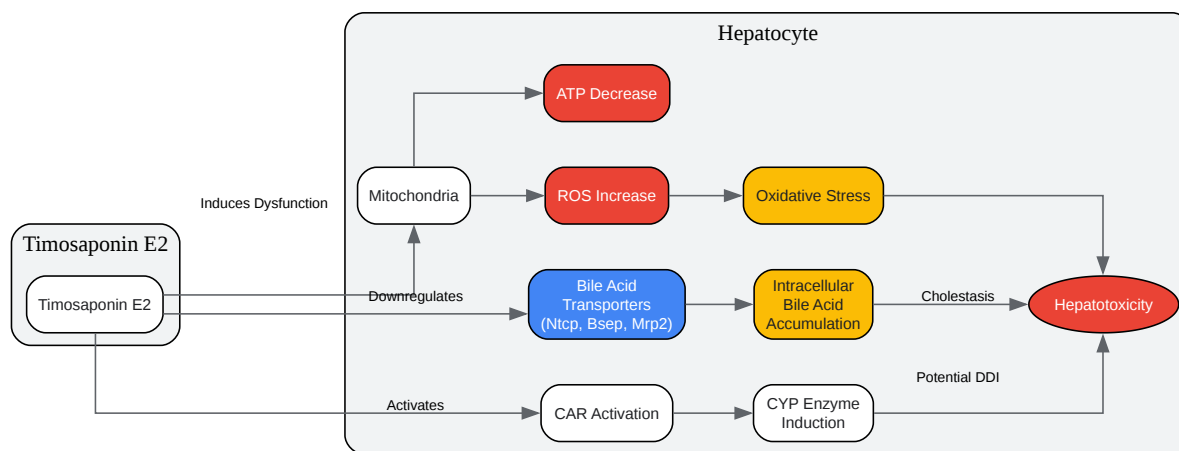 Hepatocyte
ATP Decrease
Mitochondria
ROS Increase
Oxidative Stress
Induces Dysfunction
Timosaponin E2
Timosaponin E2
Downregulates
Bile Acid
Transporters
(Ntcp, Bsep, Mrp2)
Intracellular
Bile Acid
Accumulation
Cholestasis
Hepatotoxicity
Activates
CAR Activation
CYP Enzyme
Induction
Potential DDI